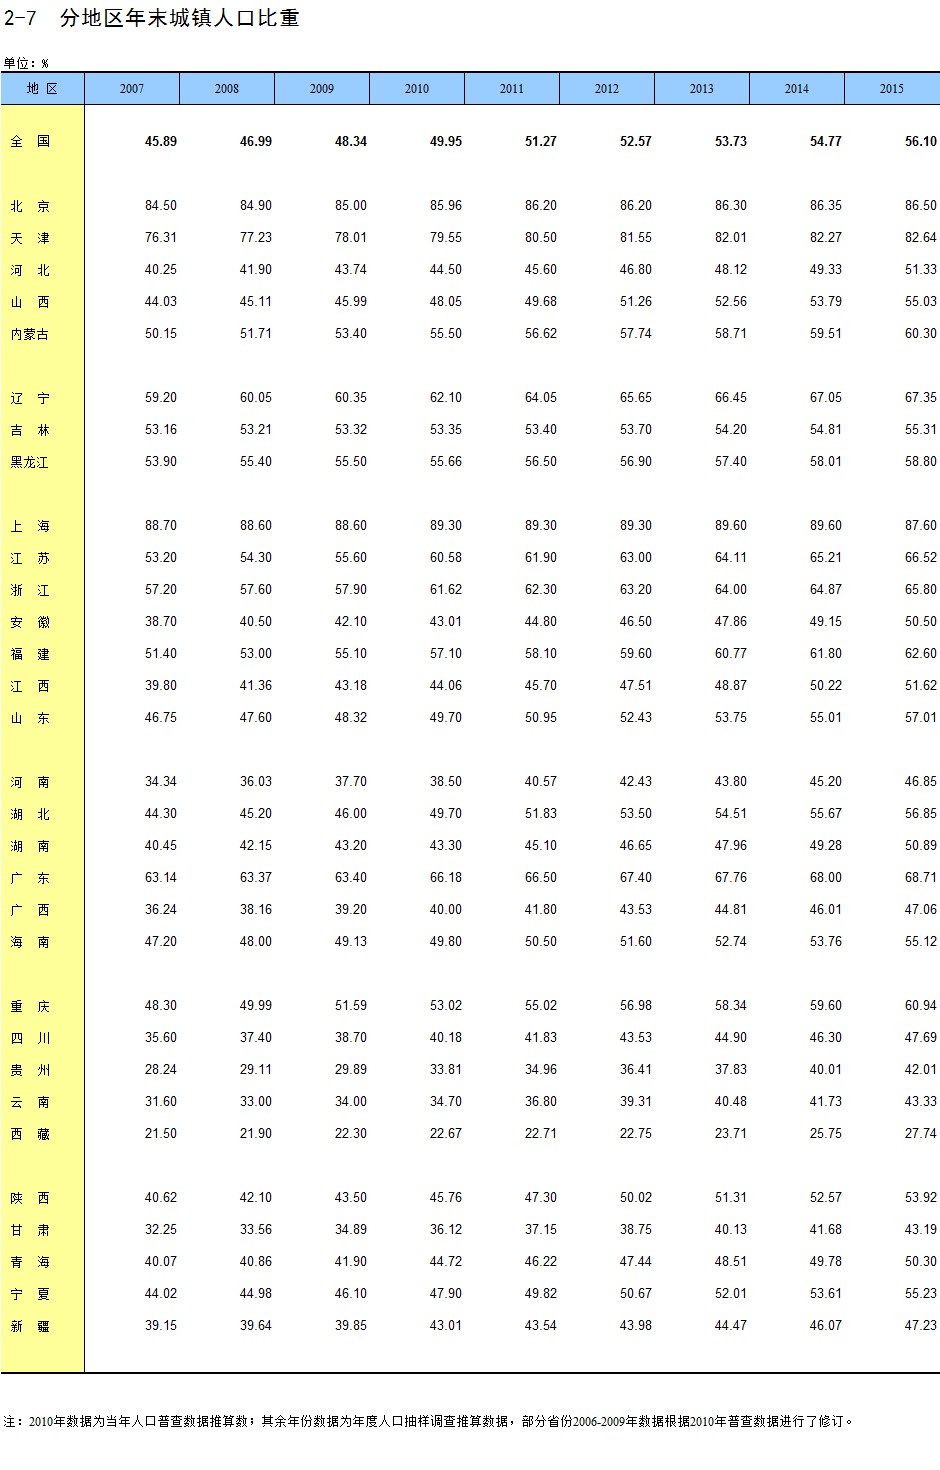 2-7 分地区年末城镇人口比重
单位：%
地 区 2007 2008 2009 2010 2011 2012 2013 2014 2015
全 国 45.89 46.99 48.34 49.95 51.27 52.57 53.73 54.77 56.10
北 京 84.50 84.90 85.00 85.96 86.20 86.20 86.30 86.35 86.50
天 津 76.31 77.23 78.01 79.55 80.50 81.55 82.01 82.27 82.64
河 北 40.25 41.90 43.74 44.50 45.60 46.80 48.12 49.33 51.33
山 西 44.03 45.11 45.99 48.05 49.68 51.26 52.56 53.79 55.03
内蒙古 50.15 51.71 53.40 55.50 56.62 57.74 58.71 59.51 60.30
辽 宁 59.20 60.05 60.35 62.10 64.05 65.65 66.45 67.05 67.35
吉 林 53.16 53.21 53.32 53.35 53.40 53.70 54.20 54.81 55.31
黑龙江 53.90 55.40 55.50 55.66 56.50 56.90 57.40 58.01 58.80
上 海 88.70 88.60 88.60 89.30 89.30 89.30 89.60 89.60 87.60
江 苏 53.20 54.30 55.60 60.58 61.90 63.00 64.11 65.21 66.52
浙 江 57.20 57.60 57.90 61.62 62.30 63.20 64.00 64.87 65.80
安 徽 38.70 40.50 42.10 43.01 44.80 46.50 47.86 49.15 50.50
福 建 51.40 53.00 55.10 57.10 58.10 59.60 60.77 61.80 62.60
江 西 39.80 41.36 43.18 44.06 45.70 47.51 48.87 50.22 51.62
山 东 46.75 47.60 48.32 49.70 50.95 52.43 53.75 55.01 57.01
河 南 34.34 36.03 37.70 38.50 40.57 42.43 43.80 45.20 46.85
湖 北 44.30 45.20 46.00 49.70 51.83 53.50 54.51 55.67 56.85
湖 南 40.45 42.15 43.20 43.30 45.10 46.65 47.96 49.28 50.89
广 东 63.14 63.37 63.40 66.18 66.50 67.40 67.76 68.00 68.71
广 西 36.24 38.16 39.20 40.00 41.80 43.53 44.81 46.01 47.06
海 南 47.20 48.00 49.13 49.80 50.50 51.60 52.74 53.76 55.12
重 庆 48.30 49.99 51.59 53.02 55.02 56.98 58.34 59.60 60.94
四 川 35.60 37.40 38.70 40.18 41.83 43.53 44.90 46.30 47.69
贵 州 28.24 29.11 29.89 33.81 34.96 36.41 37.83 40.01 42.01
云 南 31.60 33.00 34.00 34.70 36.80 39.31 40.48 41.73 43.33
西 藏 21.50 21.90 22.30 22.67 22.71 22.75 23.71 25.75 27.74
陕 西 40.62 42.10 43.50 45.76 47.30 50.02 51.31 52.57 53.92
甘 肃 32.25 33.56 34.89 36.12 37.15 38.75 40.13 41.68 43.19
青 海 40.07 40.86 41.90 44.72 46.22 47.44 48.51 49.78 50.30
宁 夏 44.02 44.98 46.10 47.90 49.82 50.67 52.01 53.61 55.23
新 疆 39.15 39.64 39.85 43.01 43.54 43.98 44.47 46.07 47.23
注：2010年数据为当年人口普查数据推算数；其余年份数据为年度人口抽样调查推算数据，部分省份2006-2009年数据根据2010年普查数据进行了修订。